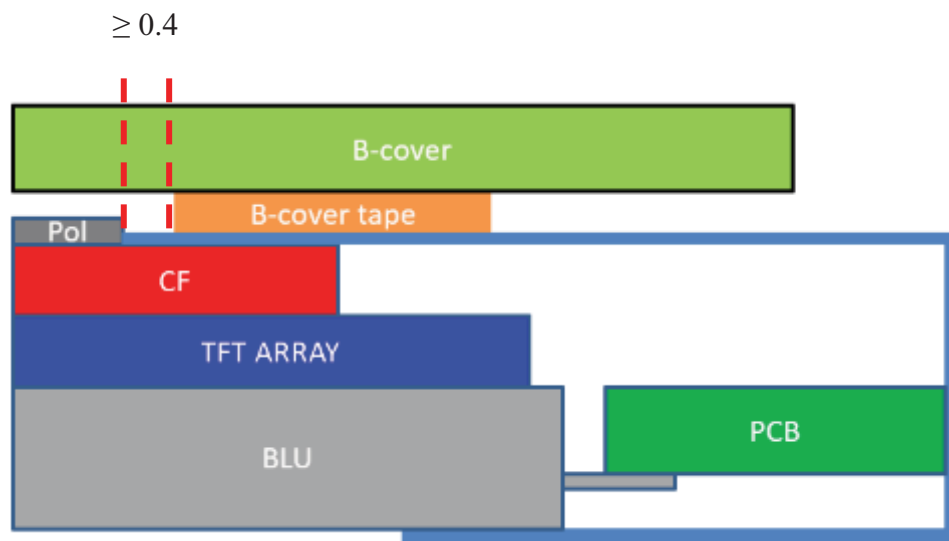 ≥ 0.4
B-cover
B-cover tape
Pol
CF
TFT ARRAY
BLU
PCB